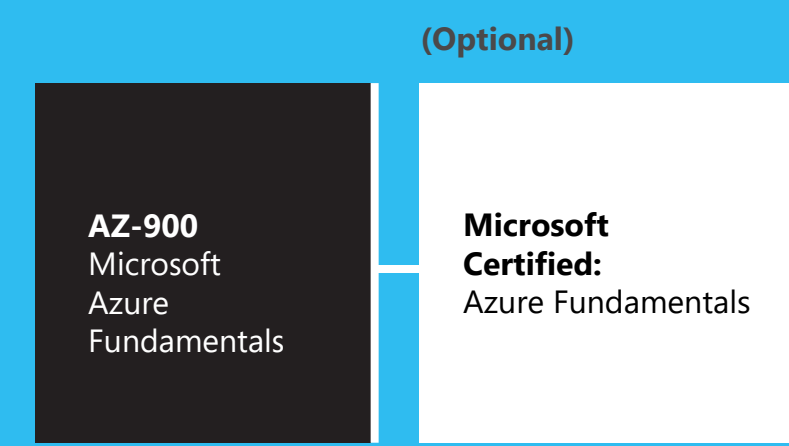 (Optional)
AZ-900
Microsoft
Azure
Fundamentals
Microsoft
Certified:
Azure Fundamentals